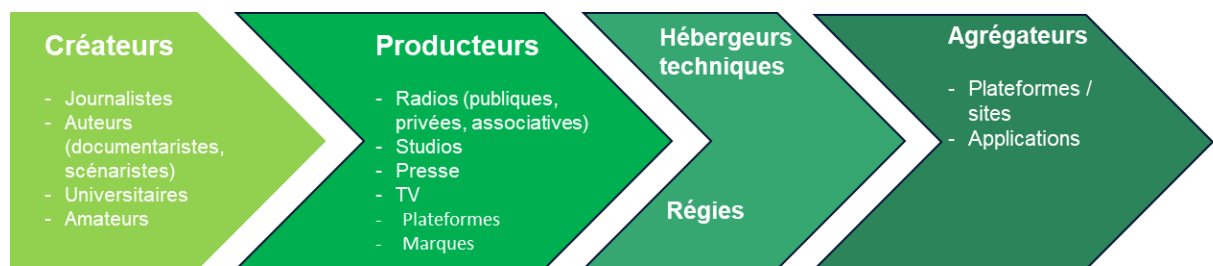 Créateurs
- Journalistes
- Auteurs
(documentaristes,
scénaristes)
- Universitaires
- Amateurs
Producteurs
- Radios (publiques,
privées, associatives)
- Studios
- Presse
- TV
- Plateformes
- Marques
Hébergeurs
techniques
Régies
Agrégateurs
- Plateformes /
sites
- Applications